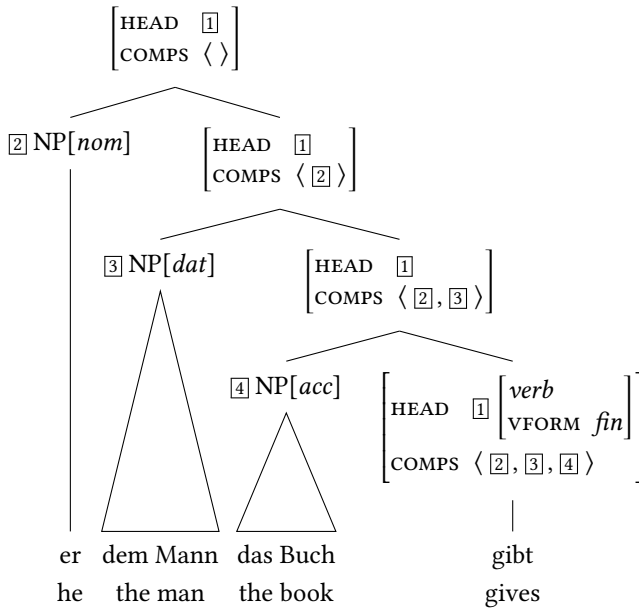 HEAD 1
COMPS ⟨ ⟩
2 NP[nom]
HEAD 1
COMPS ⟨ 2 ⟩
3 NP[dat]
HEAD 1
COMPS ⟨ 2 , 3 ⟩
4 NP[acc]
HEAD 1 verb
VFORM fin
COMPS ⟨ 2 , 3 , 4 ⟩
er dem Mann das Buch gibt
he the man the book gives